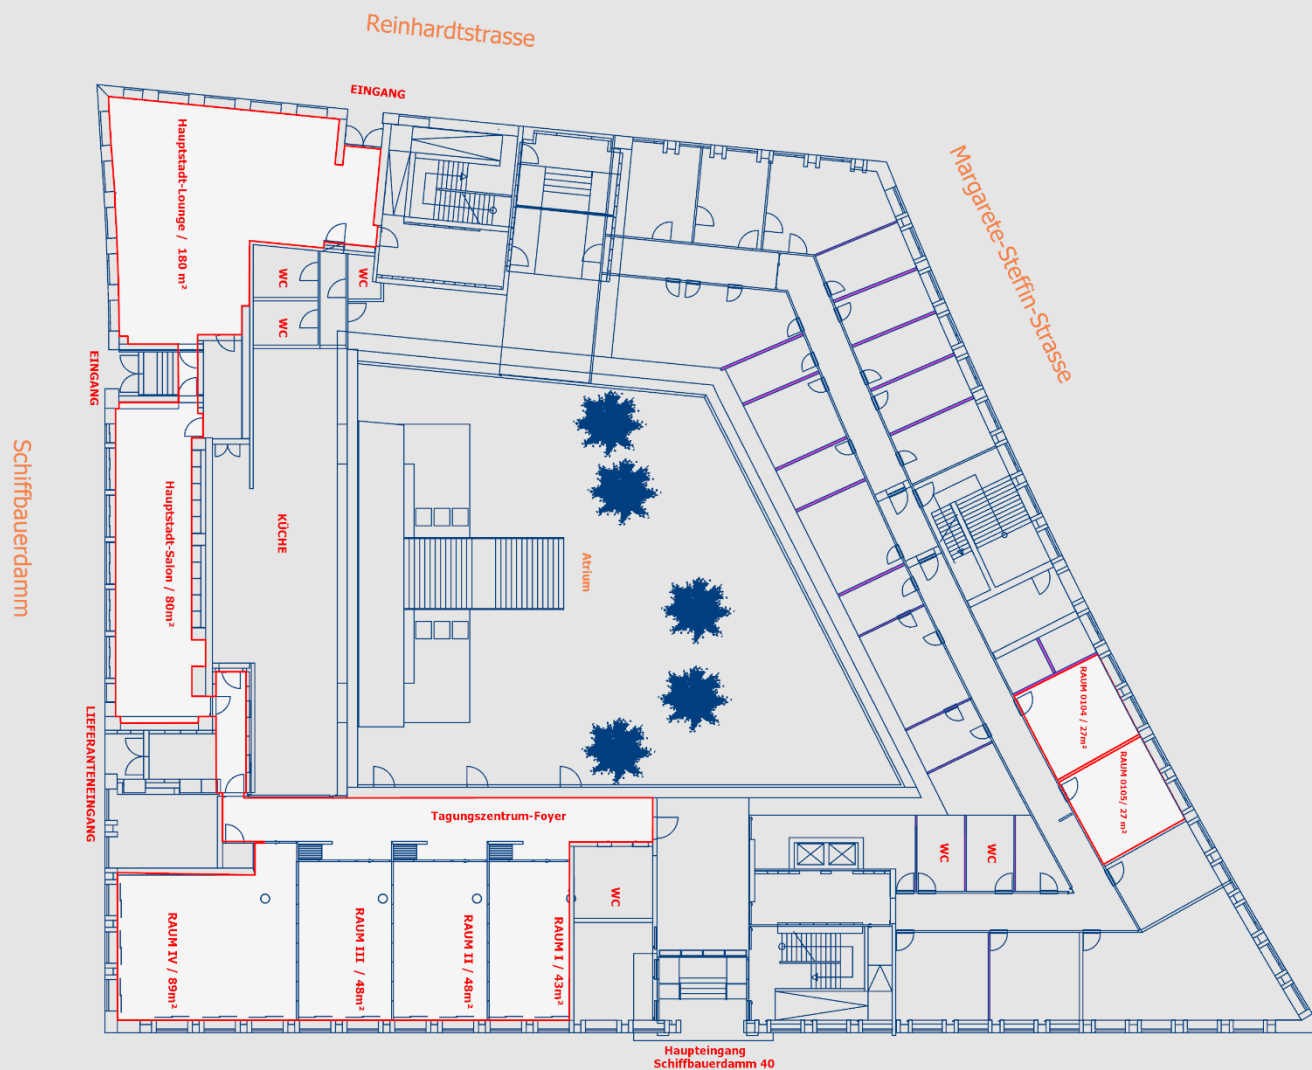 Reinhardtstrasse
EINGANG
Margarete-Steffin-Strasse
Hauptstadt-Lounge / 180 m²
WC
WC
WC
EINGANG
Schiffbauerdamm
Hauptstadt-Salon / 80m²
KÜCHE
Atrium
LIEFERANTENEINGANG
RAUM 0104 / 27m²
RAUM 0105/ 27 m²
Tagungszentrum-Foyer
WC
WC
WC
RAUM IV / 89m²
RAUM III / 48m²
RAUM II / 48m²
RAUM I / 43m²
Haupteingang
Schiffbauerdamm 40